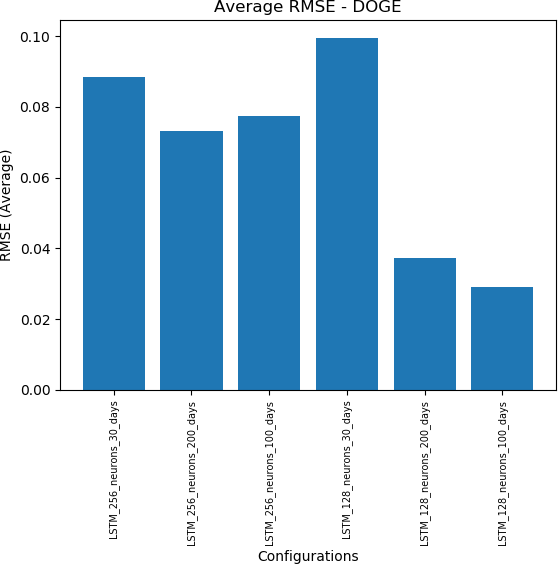 Average RMSE - DOGE
RMSE (Average)
0.10
0.08
0.06
0.04
0.02
0.00
LSTM_256_neurons_30_days
LSTM_256_neurons_200_days
LSTM_256_neurons_100_days
LSTM_128_neurons_30_days
LSTM_128_neurons_200_days
LSTM_128_neurons_100_days
Configurations